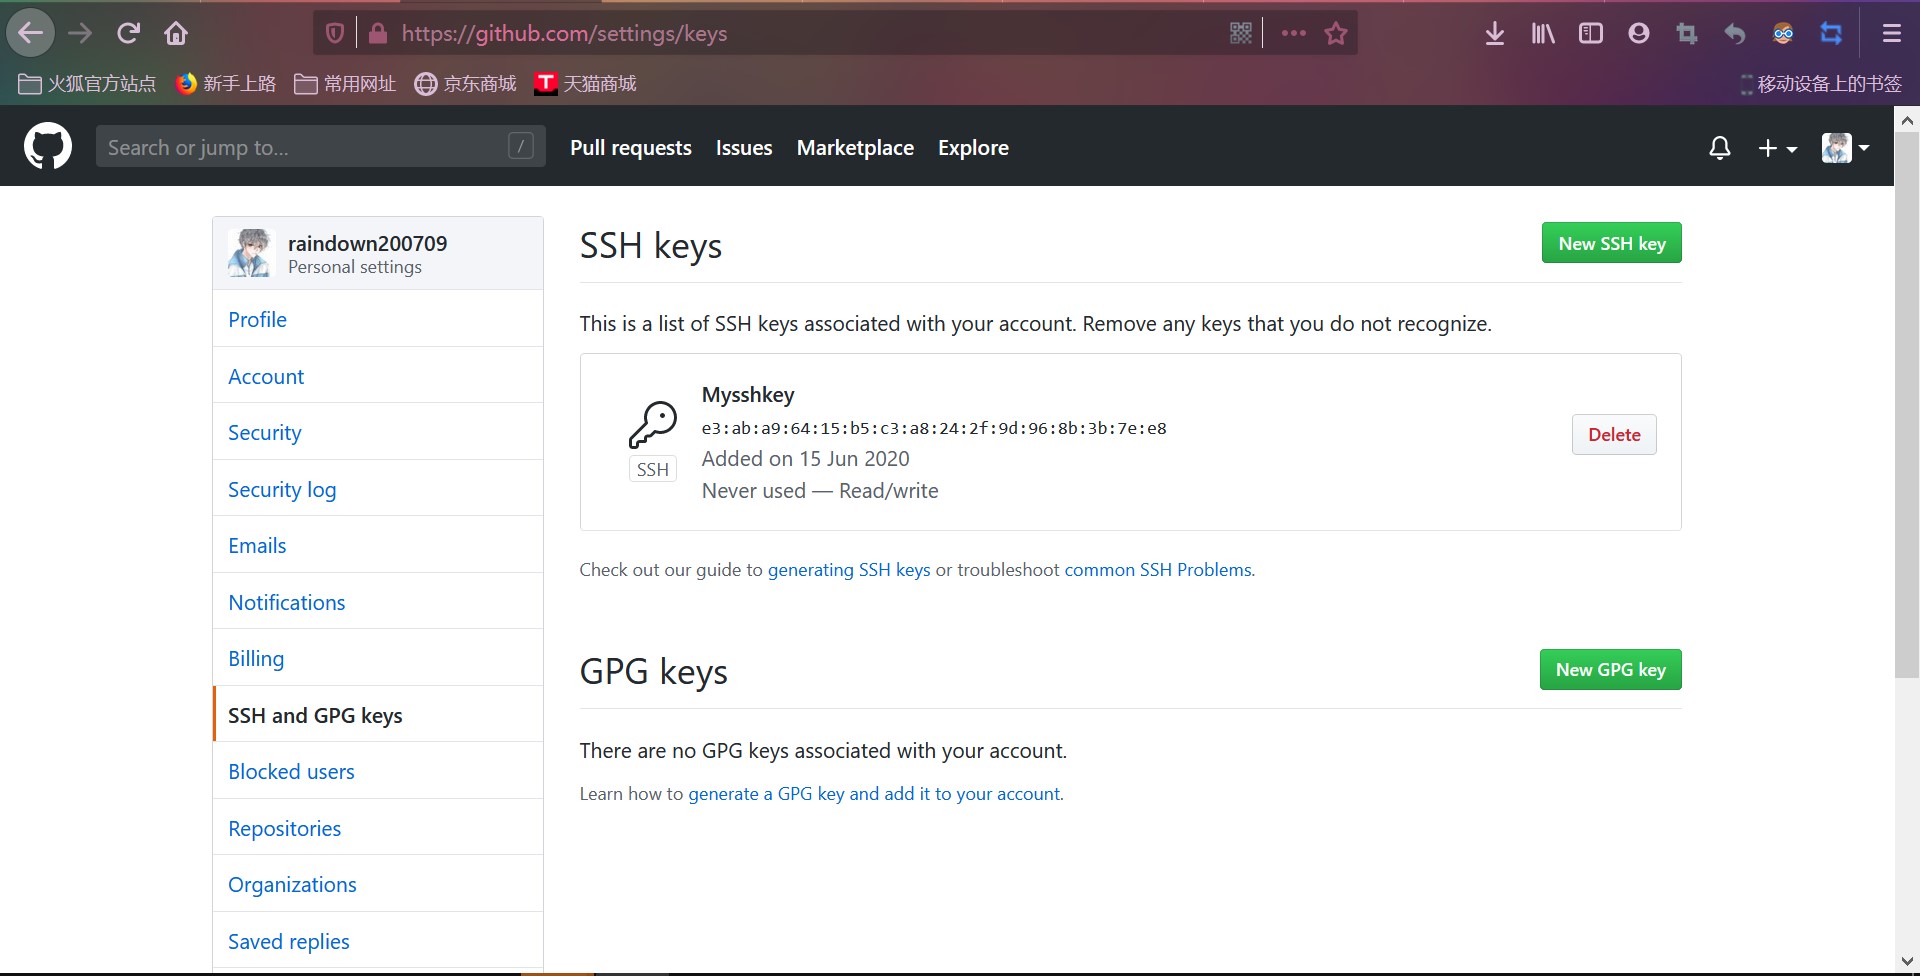 https://github.com/settings/keys
火狐官方站点 新手上路 常用网址 京东商城 T 天猫商城 移动设备上的书签
Search or jump to... / Pull requests Issues Marketplace Explore
raindown200709
Personal settings
Profile
Account
Security
Security log
Emails
Notifications
Billing
SSH and GPG keys
Blocked users
Repositories
Organizations
Saved replies
SSH keys New SSH key
This is a list of SSH keys associated with your account. Remove any keys that you do not recognize.
Mysshkey
e3:ab:a9:64:15:b5:c3:a8:24:2f:9d:96:8b:3b:7e:e8
Added on 15 Jun 2020
Never used — Read/write
SSH
Delete
Check out our guide to generating SSH keys or troubleshoot common SSH Problems.
GPG keys New GPG key
There are no GPG keys associated with your account.
Learn how to generate a GPG key and add it to your account.